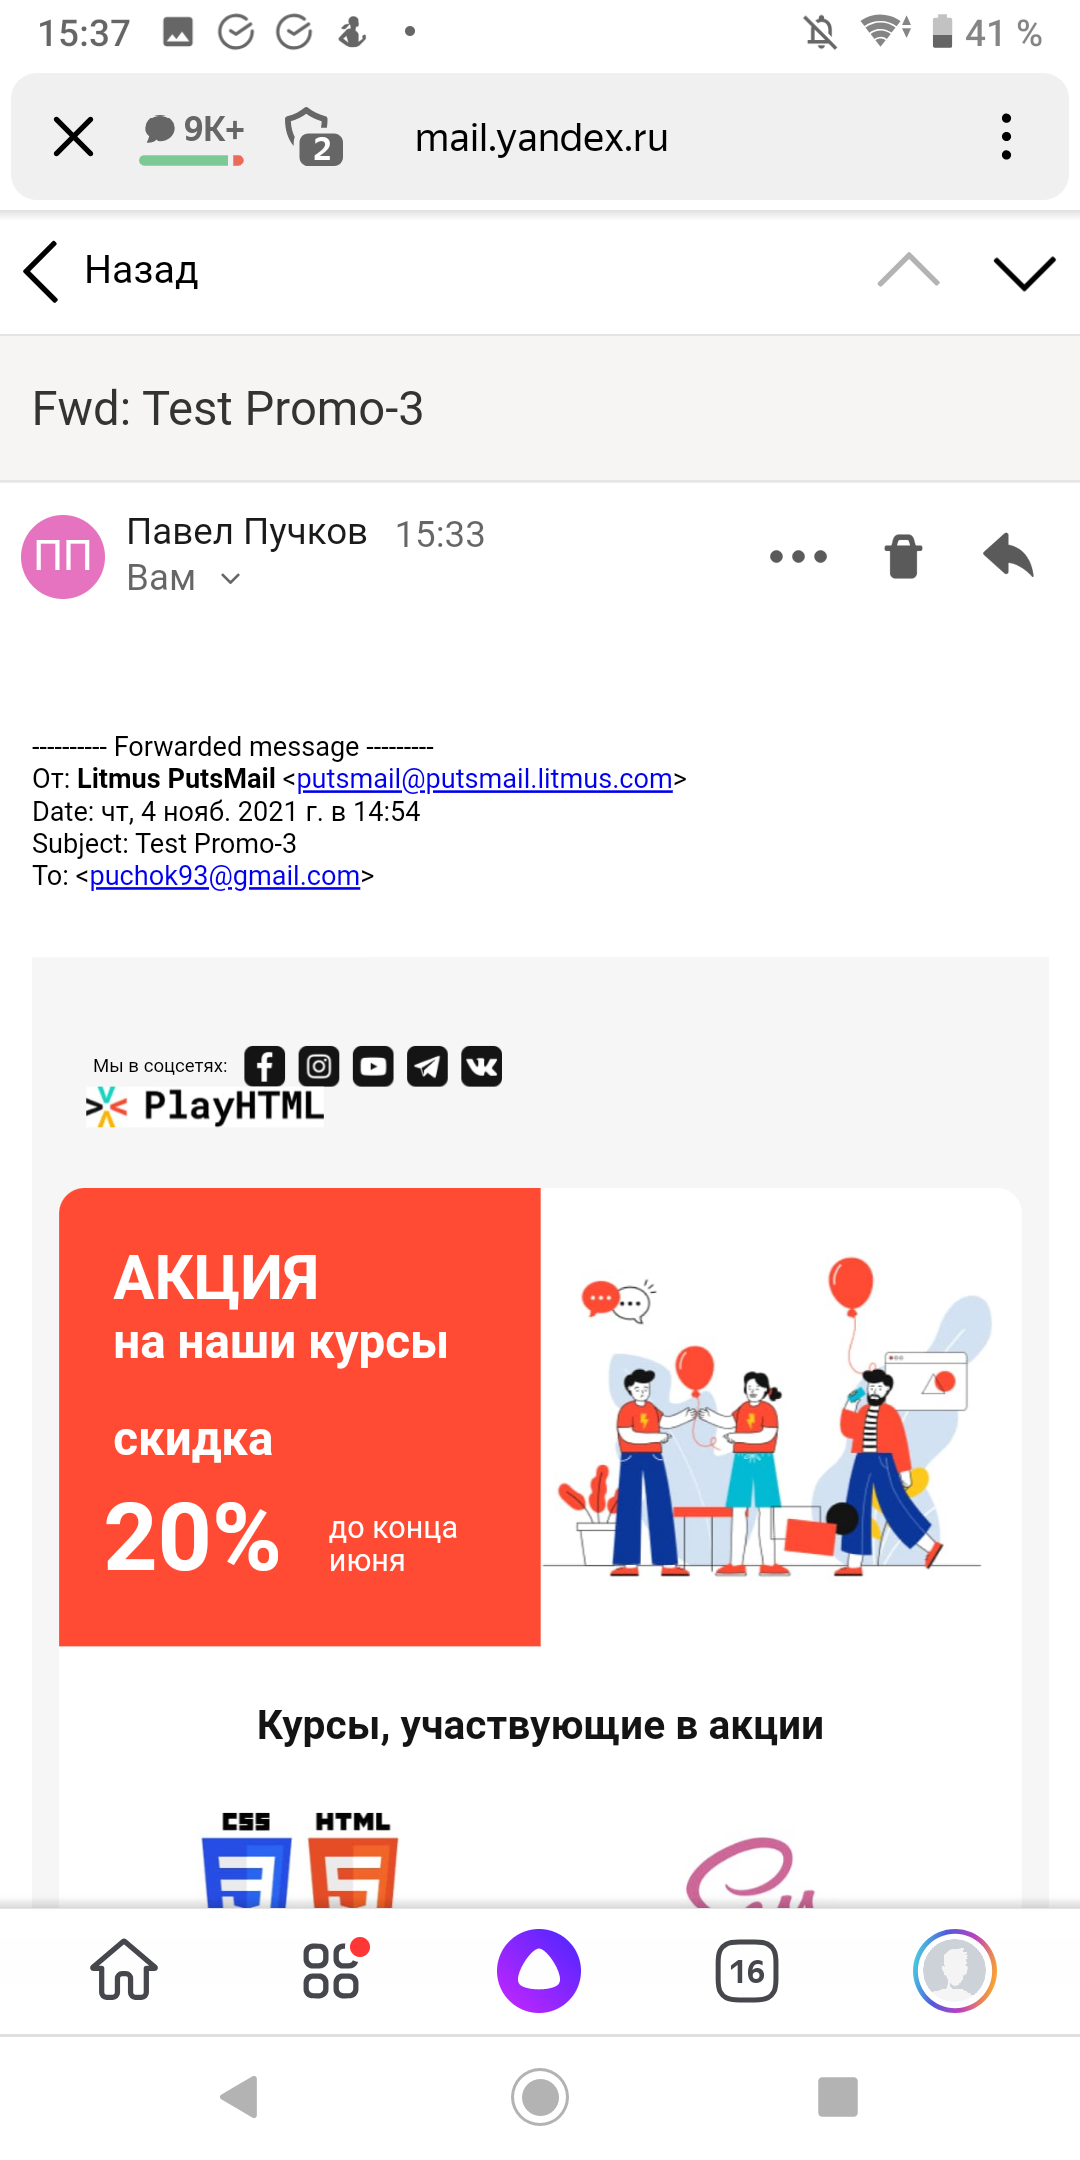 15:37
41 %
9K+
2
mail.yandex.ru
Назад
Fwd: Test Promo-3
ПП
Павел Пучков 15:33
Вам
---------- Forwarded message ---------
От: Litmus PutsMail <putsmail@putsmail.litmus.com>
Date: чт, 4 нояб. 2021 г. в 14:54
Subject: Test Promo-3
To: <puchok93@gmail.com>
Мы в соцсетях:
PlayHTML
АКЦИЯ
на наши курсы
скидка
20%
до конца
июня
Курсы, участвующие в акции
CSS HTML
16